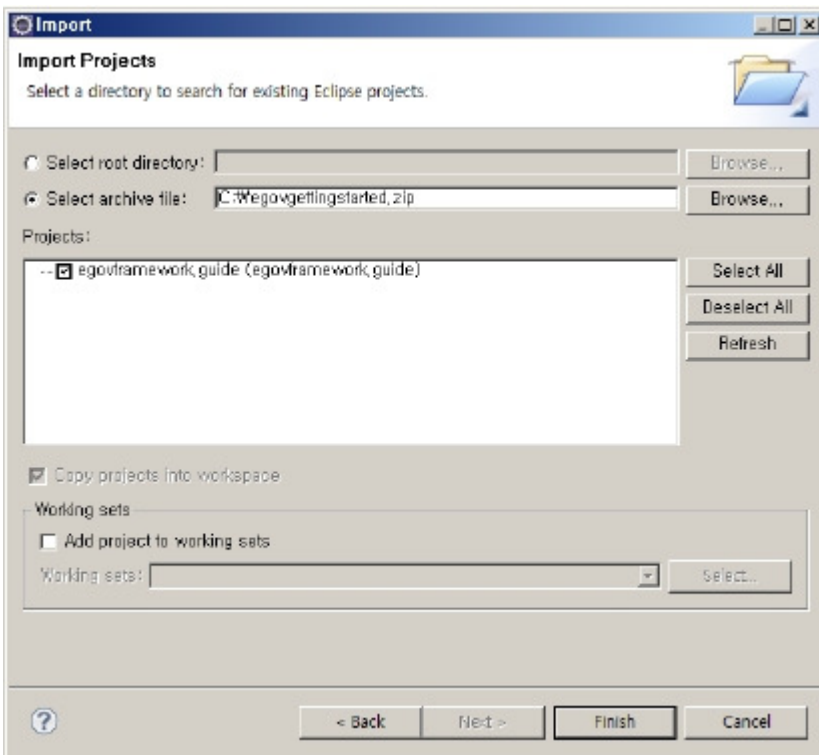 Import
Import Projects
Select a directory to search for existing Eclipse projects.
Select root directory:
Browse...
Select archive file:
C:₩egovgettingstarted.zip
Browse...
Projects:
egovframework.guide (egovframework.guide)
Select All
Deselect All
Refresh
Copy projects into workspace
Working sets
Add project to working sets
Working sets:
Select...
< Back
Next >
Finish
Cancel